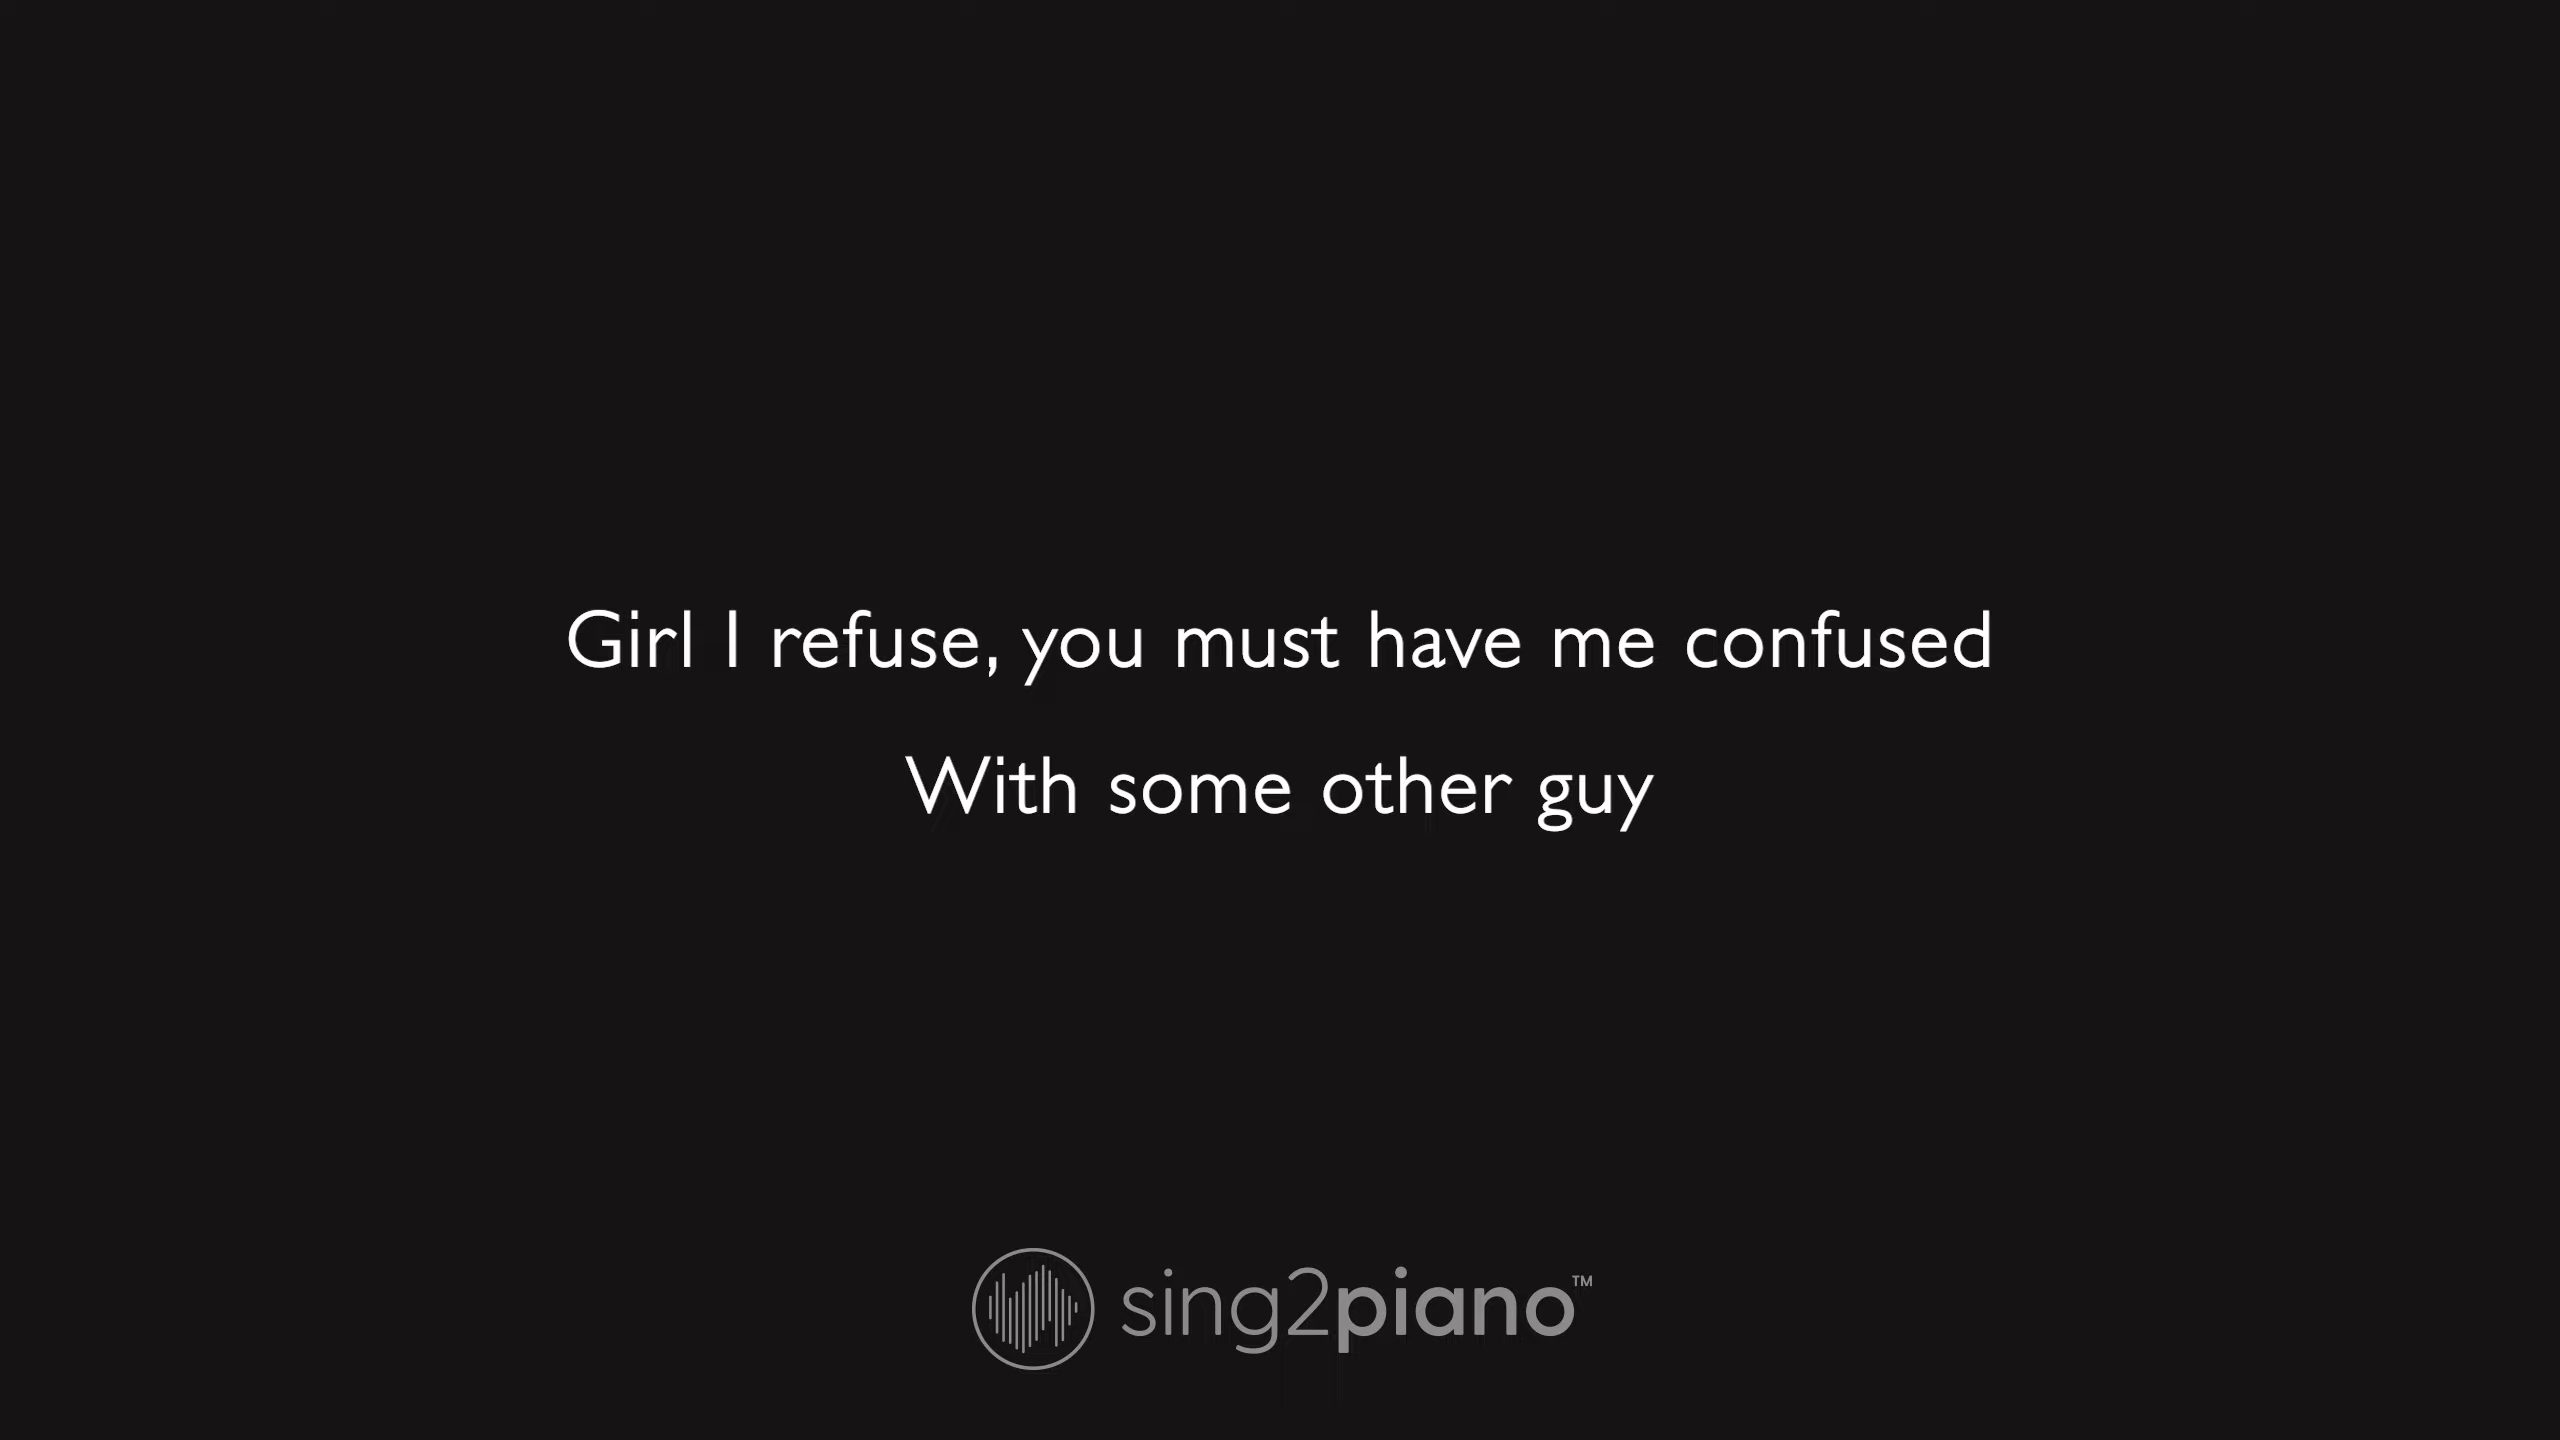 Girl I refuse, you must have me confused
With some other guy
sing2piano™